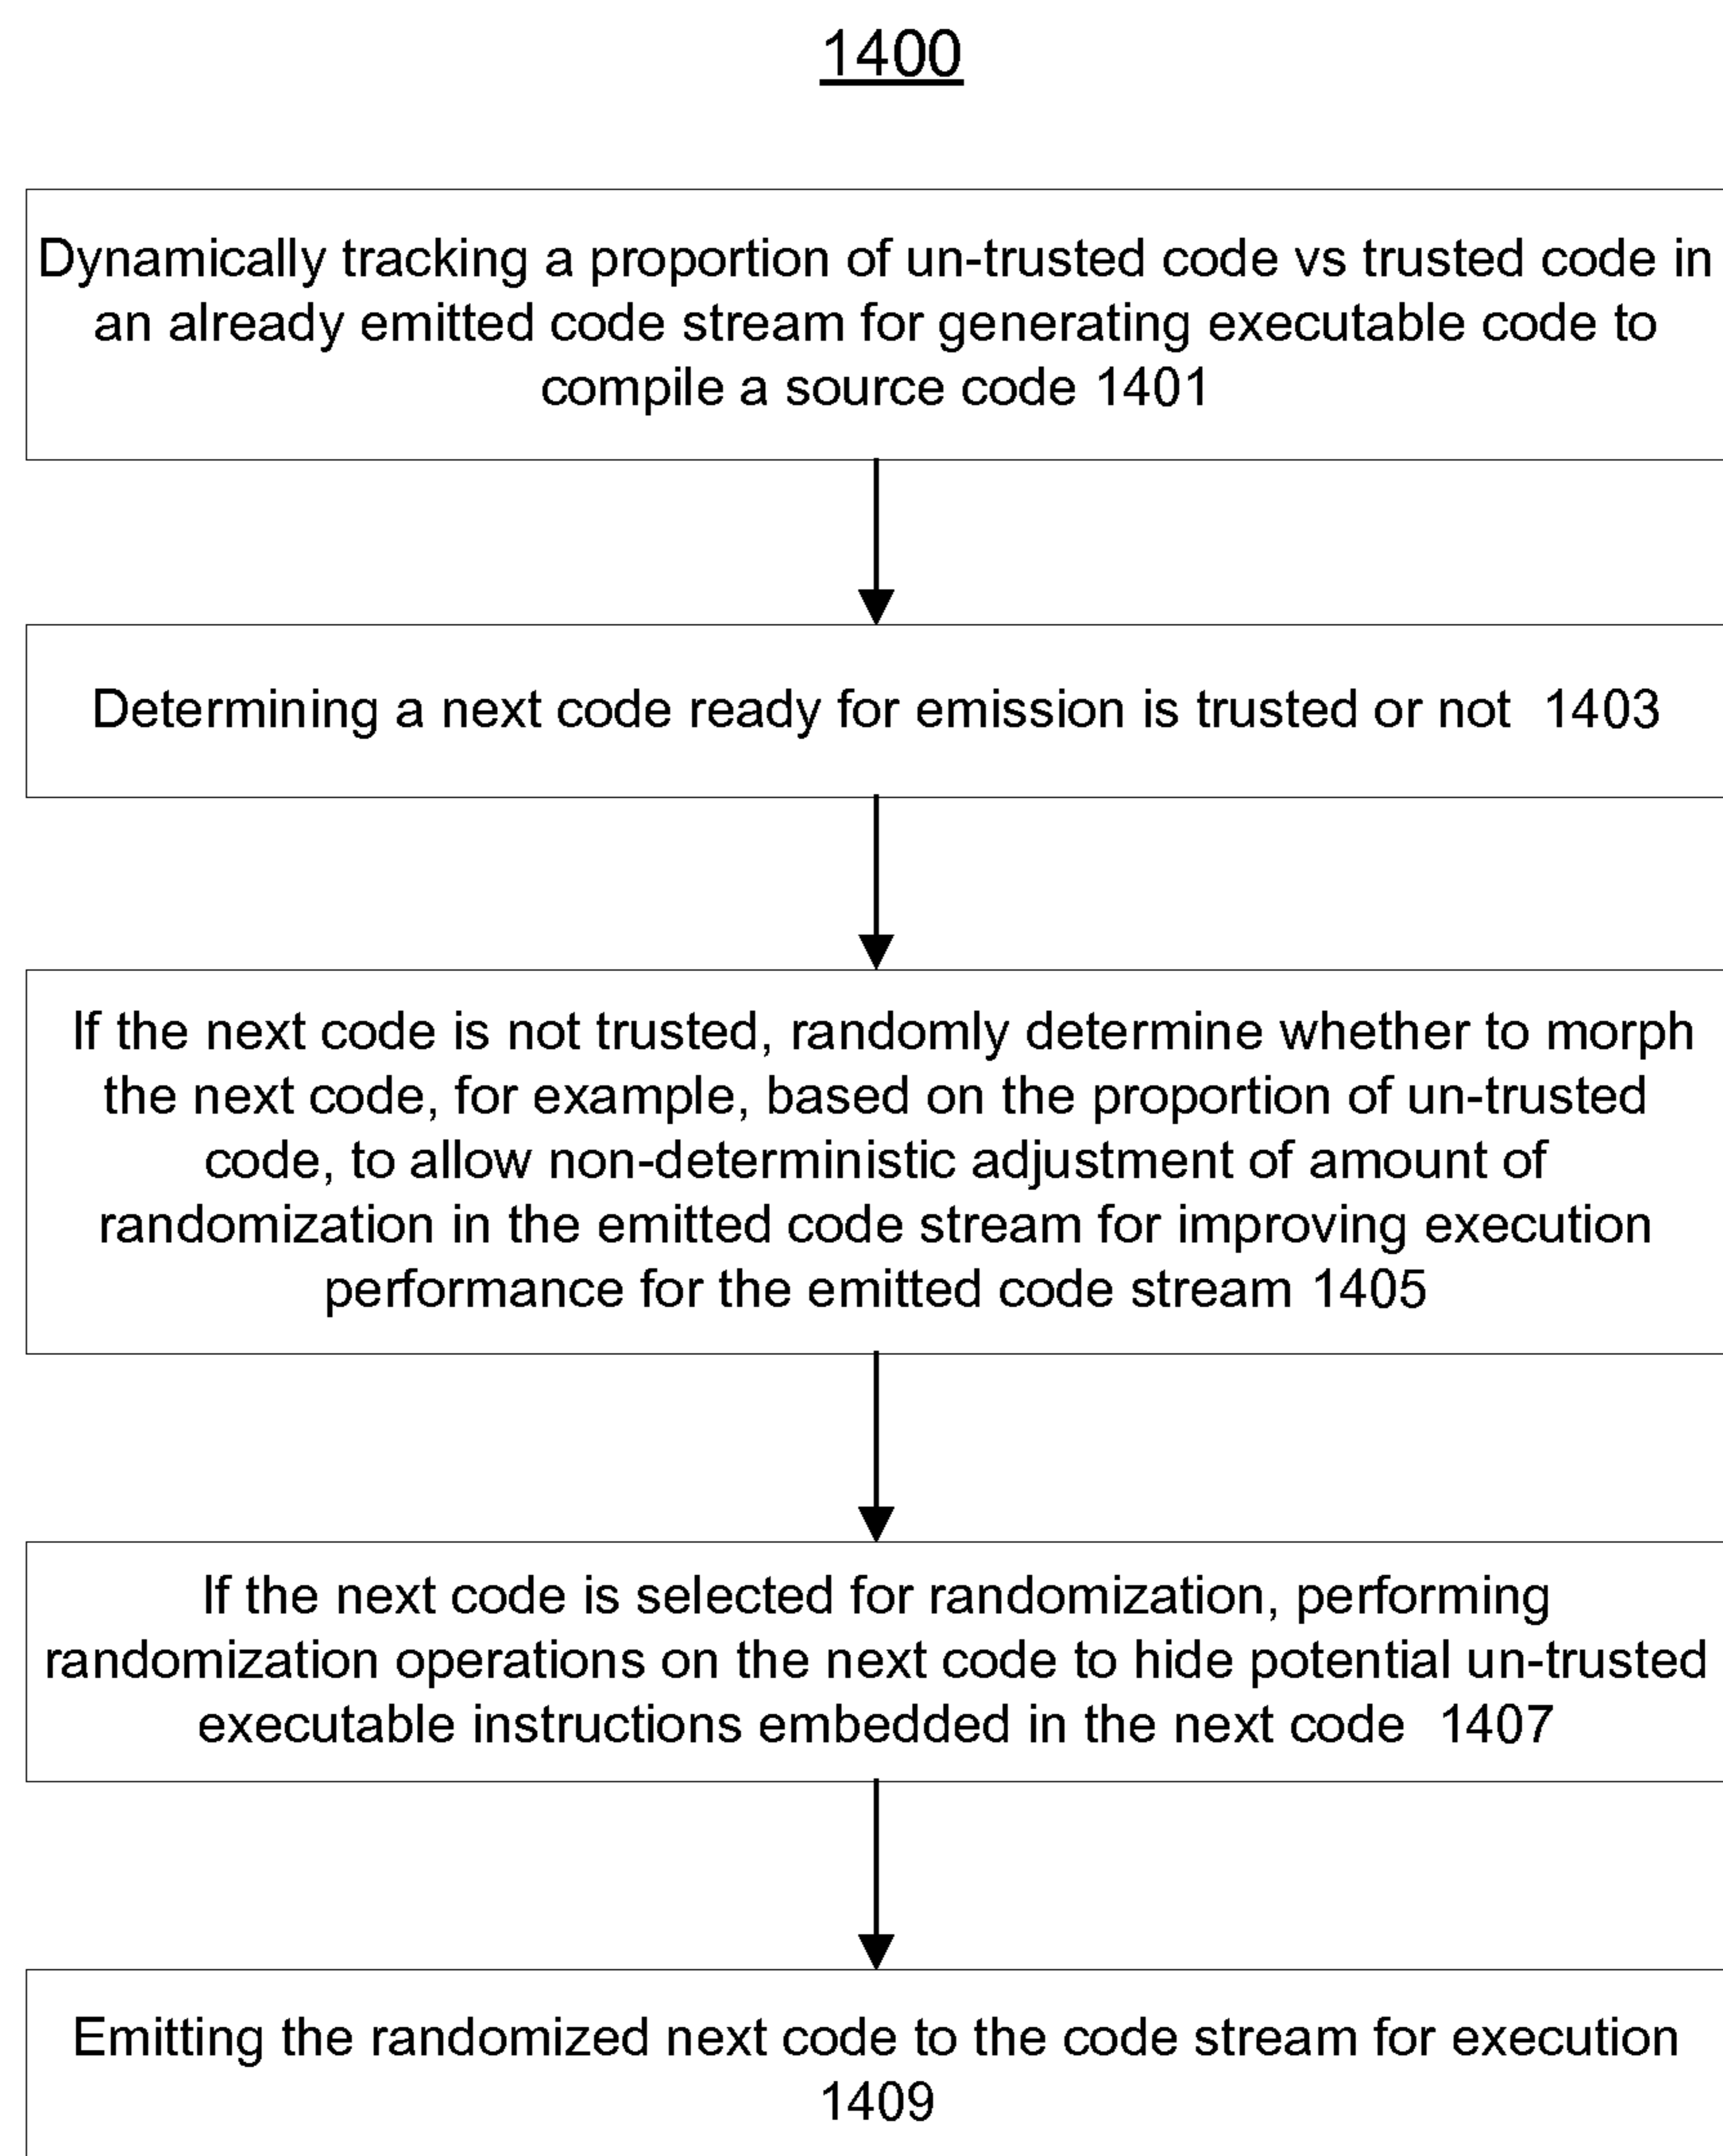 1400
Dynamically tracking a proportion of un-trusted code vs trusted code in
an already emitted code stream for generating executable code to
compile a source code 1401
Determining a next code ready for emission is trusted or not 1403
If the next code is not trusted, randomly determine whether to morph
the next code, for example, based on the proportion of un-trusted
code, to allow non-deterministic adjustment of amount of
randomization in the emitted code stream for improving execution
performance for the emitted code stream 1405
If the next code is selected for randomization, performing
randomization operations on the next code to hide potential un-trusted
executable instructions embedded in the next code 1407
Emitting the randomized next code to the code stream for execution
1409